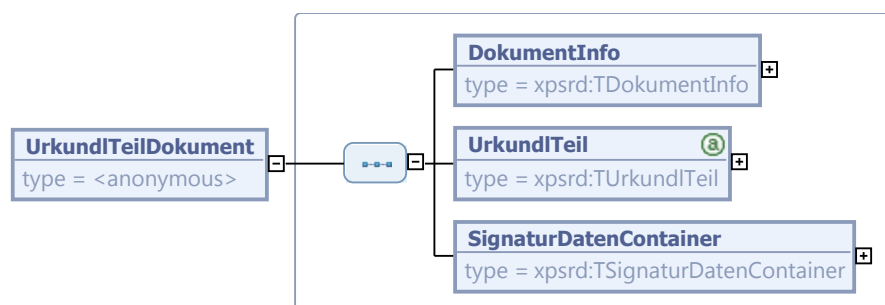 DokumentInfo
type = xpsrd:TDokumentInfo
UrkundlTeilDokument
type = <anonymous>
UrkundlTeil a
type = xpsrd:TUrkundlTeil
SignaturDatenContainer
type = xpsrd:TSignaturDatenContainer